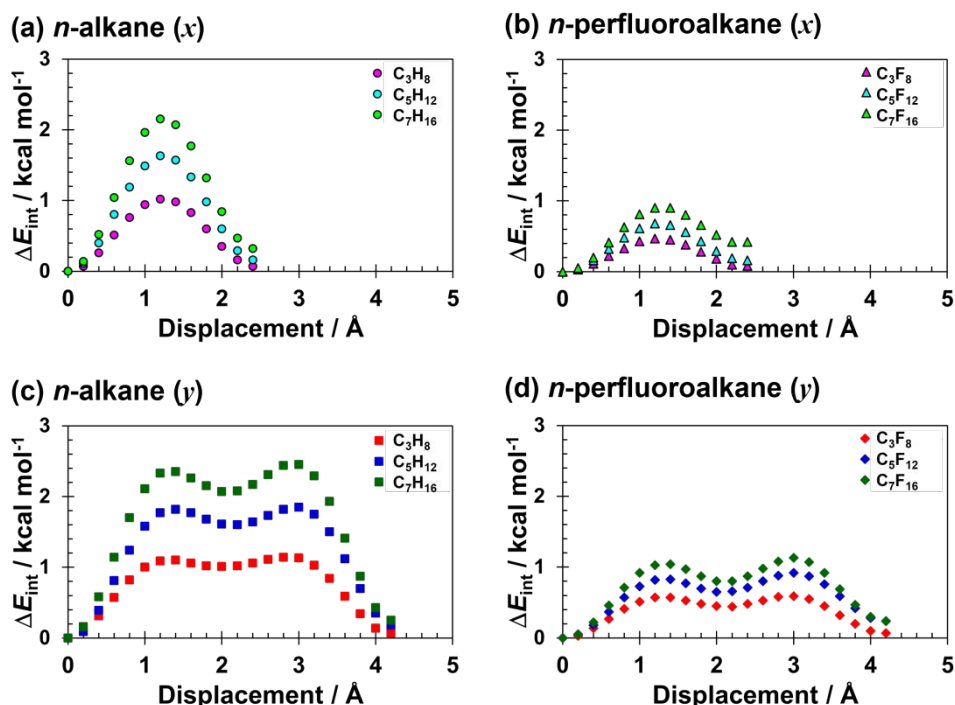 (a) n-alkane (x)
3
2
1
0
ΔEint / kcal mol-1
C3H8
C5H12
C7H16
0 1 2 3 4 5
Displacement / Å
(b) n-perfluoroalkane (x)
3
2
1
0
ΔEint / kcal mol-1
C3F8
C5F12
C7F16
0 1 2 3 4 5
Displacement / Å
(c) n-alkane (y)
3
2
1
0
ΔEint / kcal mol-1
C3H8
C5H12
C7H16
0 1 2 3 4 5
Displacement / Å
(d) n-perfluoroalkane (y)
3
2
1
0
ΔEint / kcal mol-1
C3F8
C5F12
C7F16
0 1 2 3 4 5
Displacement / Å